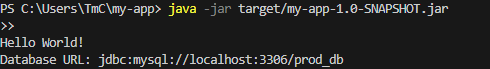 PS C:\Users\TmC\my-app> java -jar target/my-app-1.0-SNAPSHOT.jar
>>
Hello World!
Database URL: jdbc:mysql://localhost:3306/prod_db